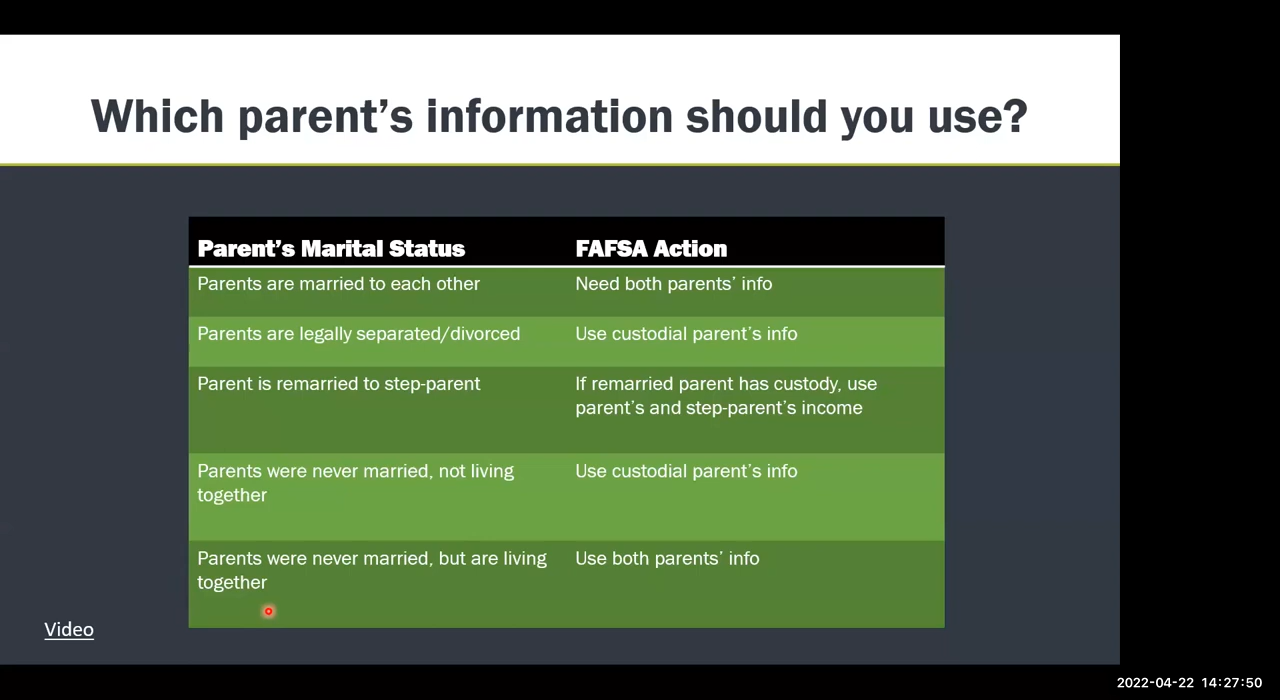 Which parent’s information should you use?
Parent’s Marital Status FAFSA Action
Parents are married to each other Need both parents’ info
Parents are legally separated/divorced Use custodial parent’s info
Parent is remarried to step-parent If remarried parent has custody, use
parent’s and step-parent’s income
Parents were never married, not living Use custodial parent’s info
together
Parents were never married, but are living Use both parents’ info
together
Video
2022-04-22 14:27:50